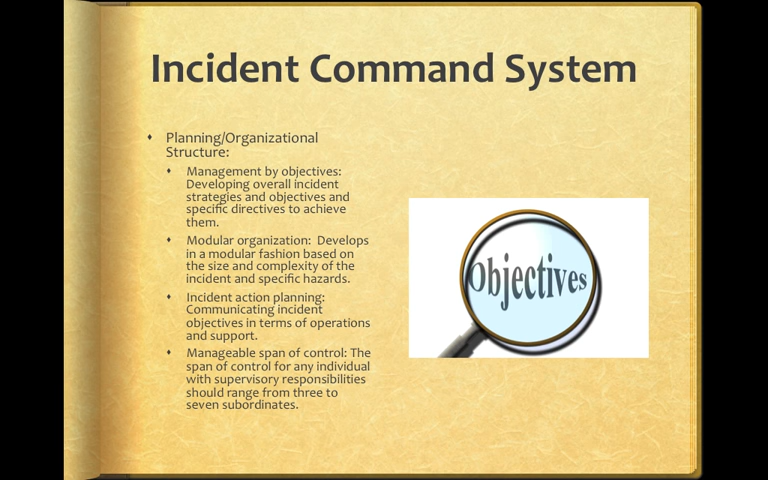 Incident Command System
Planning/Organizational
Structure:
Management by objectives:
Developing overall incident
strategies and objectives and
specific directives to achieve
them.
Modular organization:  Develops
in a modular fashion based on
the size and complexity of the
incident and specific hazards.
Incident action planning:
Communicating incident
objectives in terms of operations
and support.
Manageable span of control: The
span of control for any individual
with supervisory responsibilities
should range from three to
seven subordinates.
Objectives